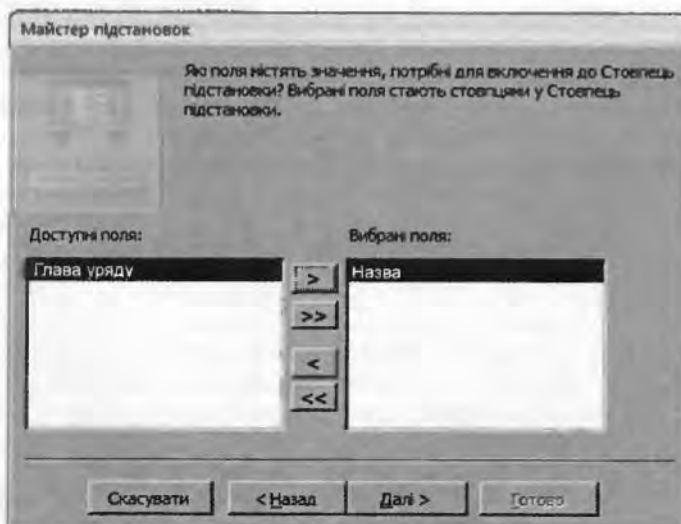 Майстер підстановок
Які поля містять значення, потрібні для включення до Стовпець
підстановки? Вибрані поля стають стовпцями у Стовпець
підстановки.
Доступні поля:
Вибрані поля:
Глава уряду
>
Назва
>>
<
<<
Скасувати
< Назад
Далі >
Готово